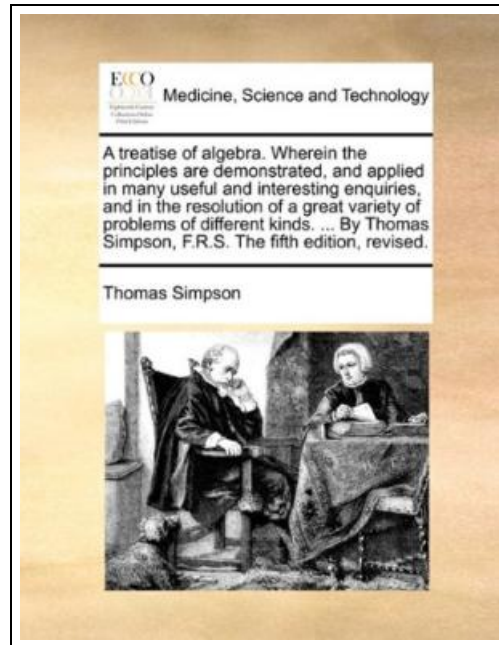 ECCO
Medicine, Science and Technology
A treatise of algebra. Wherein the
principles are demonstrated, and applied
in many useful and interesting enquiries,
and in the resolution of a great variety of
problems of different kinds. ... By Thomas
Simpson, F.R.S. The fifth edition, revised.
Thomas Simpson